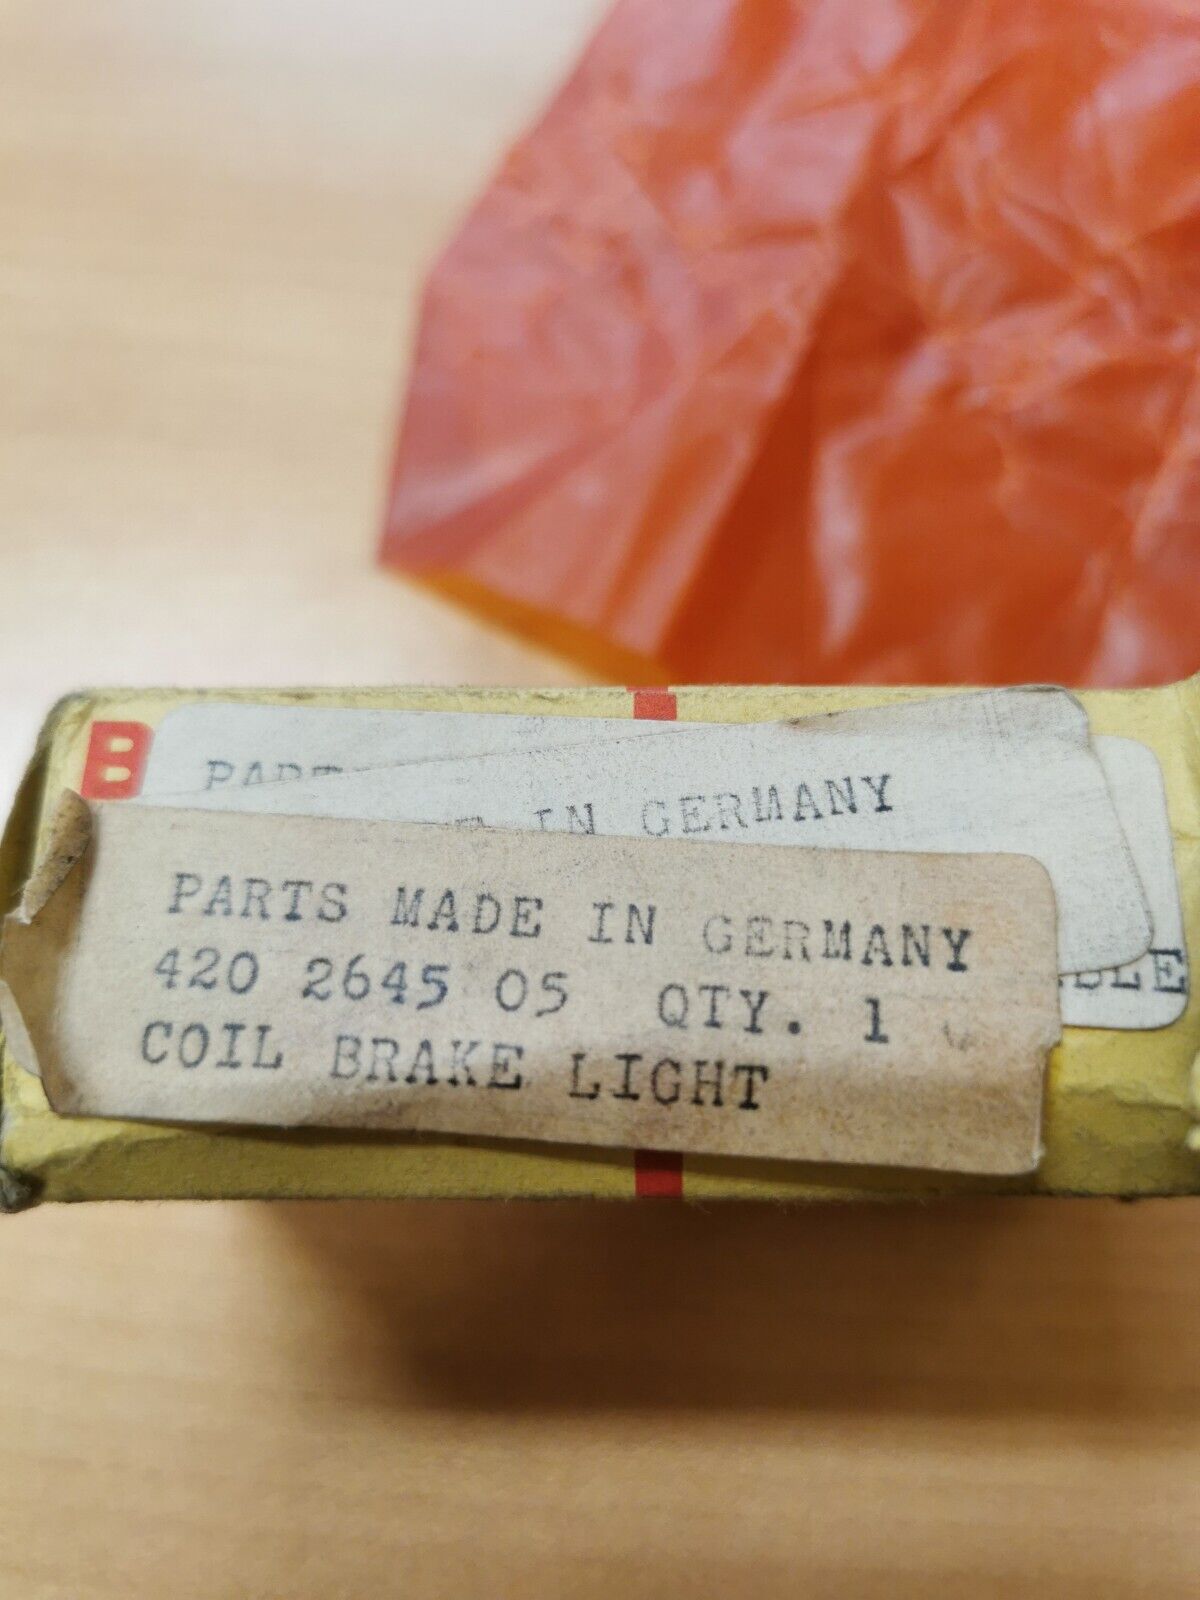 B
IN GERMANY
PARTS MADE IN GERMANY
420 2645 05 QTY. 1
COIL BRAKE LIGHT